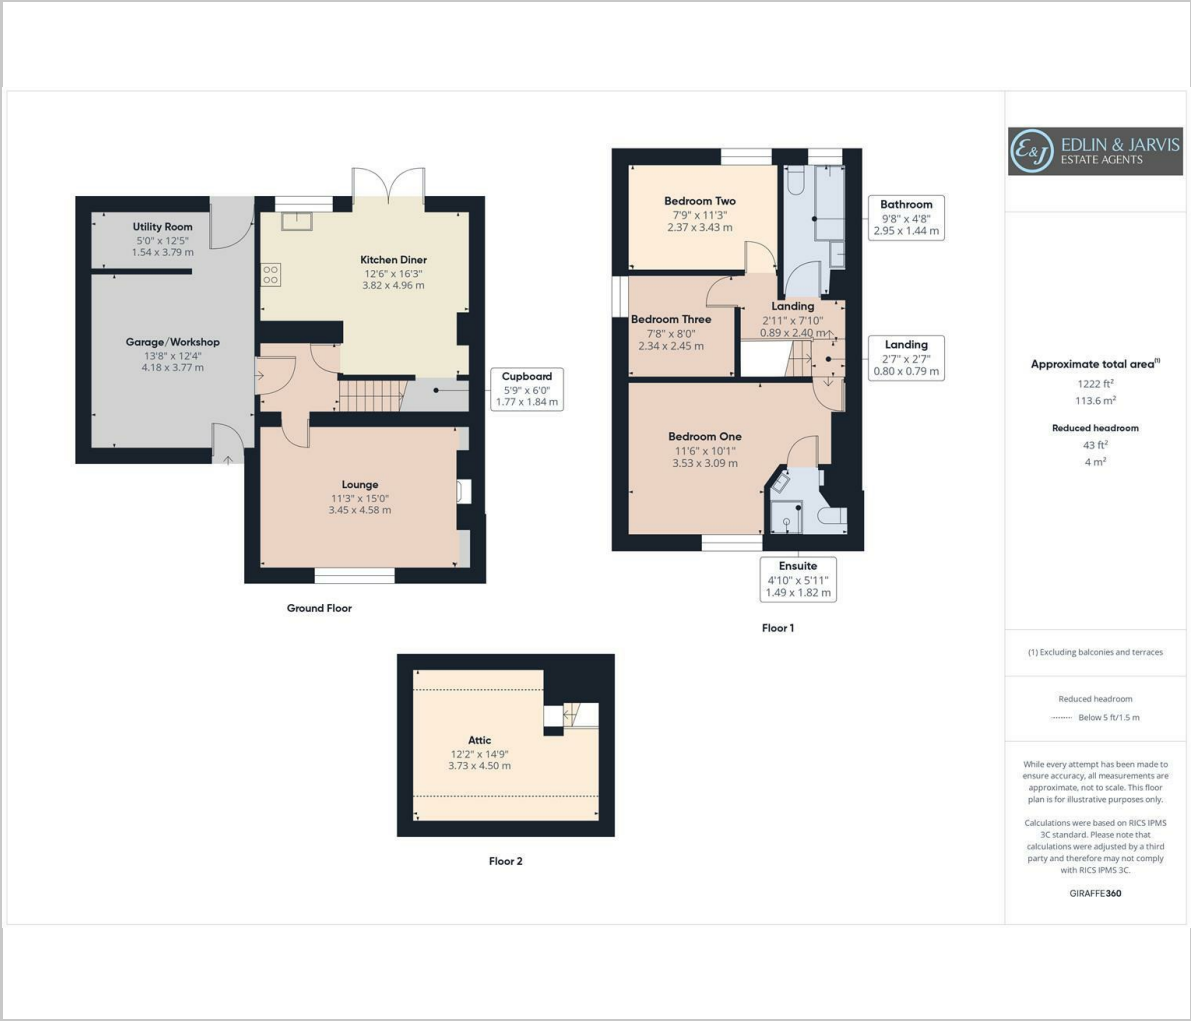 Utility Room
5'0" x 12'5"
1.54 x 3.79 m
Kitchen Diner
12'6" x 16'3"
3.82 x 4.96 m
Garage/Workshop
13'8" x 12'4"
4.18 x 3.77 m
Cupboard
5'9" x 6'0"
1.77 x 1.84 m
Lounge
11'3" x 15'0"
3.45 x 4.58 m
Ground Floor
Bedroom Two
7'9" x 11'3"
2.37 x 3.43 m
Bathroom
9'8" x 4'8"
2.95 x 1.44 m
Bedroom Three
7'8" x 8'0"
2.34 x 2.45 m
Landing
2'11" x 7'10"
0.89 x 2.40 m
Landing
2'7" x 2'7"
0.80 x 0.79 m
Bedroom One
11'6" x 10'1"
3.53 x 3.09 m
Ensuite
4'10" x 5'11"
1.49 x 1.82 m
Floor 1
Attic
12'2" x 14'9"
3.73 x 4.50 m
Floor 2
E&J
EDLIN & JARVIS
ESTATE AGENTS
Approximate total area(1)
1222 ft²
113.6 m²
Reduced headroom
43 ft²
4 m²
(1) Excluding balconies and terraces
Reduced headroom
Below 5 ft/1.5 m
While every attempt has been made to
ensure accuracy, all measurements are
approximate, not to scale. This floor
plan is for illustrative purposes only.
Calculations were based on RICS IPMS
3C standard. Please note that
calculations were adjusted by a third
party and therefore may not comply
with RICS IPMS 3C.
GIRAFFE360